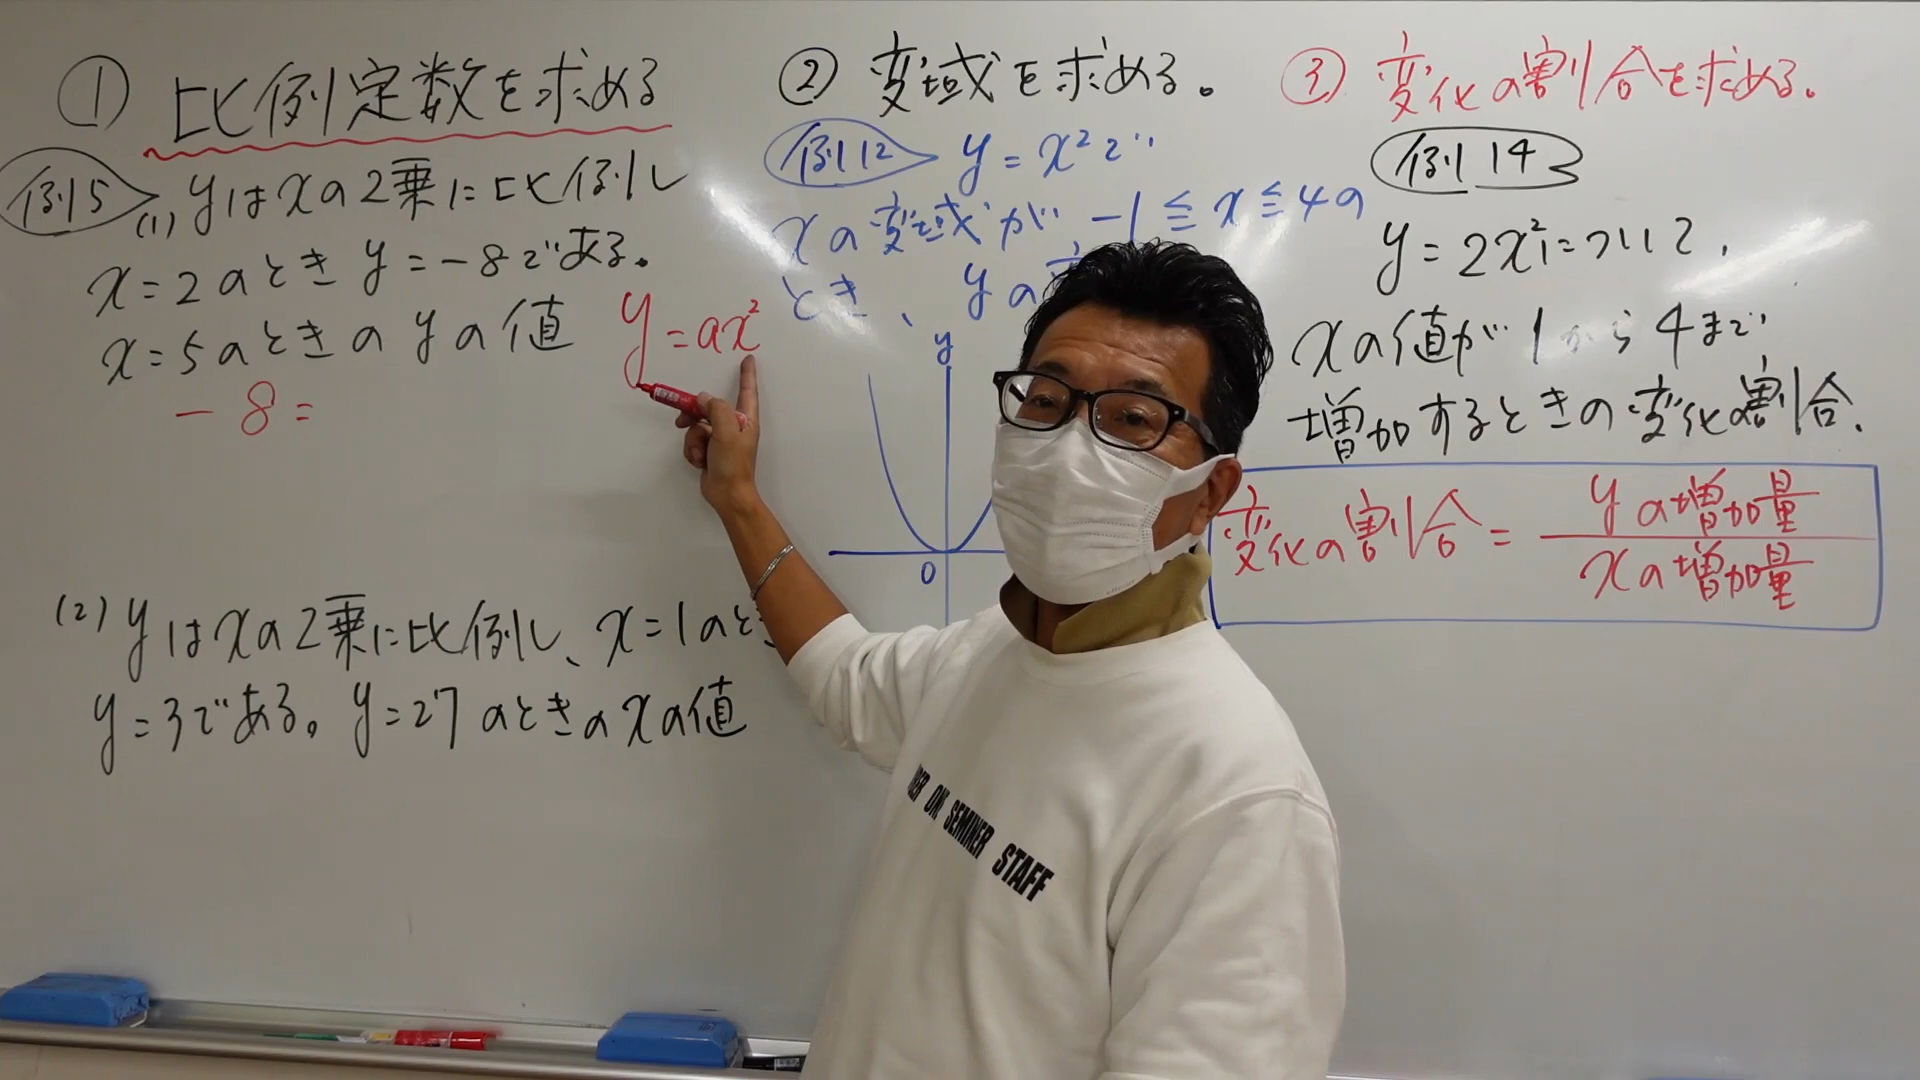 ① 比例定数を求める
例5 (1) yはxの2乗に比例し
x=2のときy=-8である。
x=5のときのyの値
y=ax²
-8=
(2) yはxの2乗に比例し、x=1のと
y=3である。y=27のときのxの値
② 変域を求める。
例12 y=x²で
xの変域が-1≦x≦4の
とき、yの
y
0
③ 変化の割合を求める。
例14
y=2x²について、
xの値が1から4まで
増加するときの変化の割合.
変化の割合=yの増加量/xの増加量
ON SEMINER STAFF